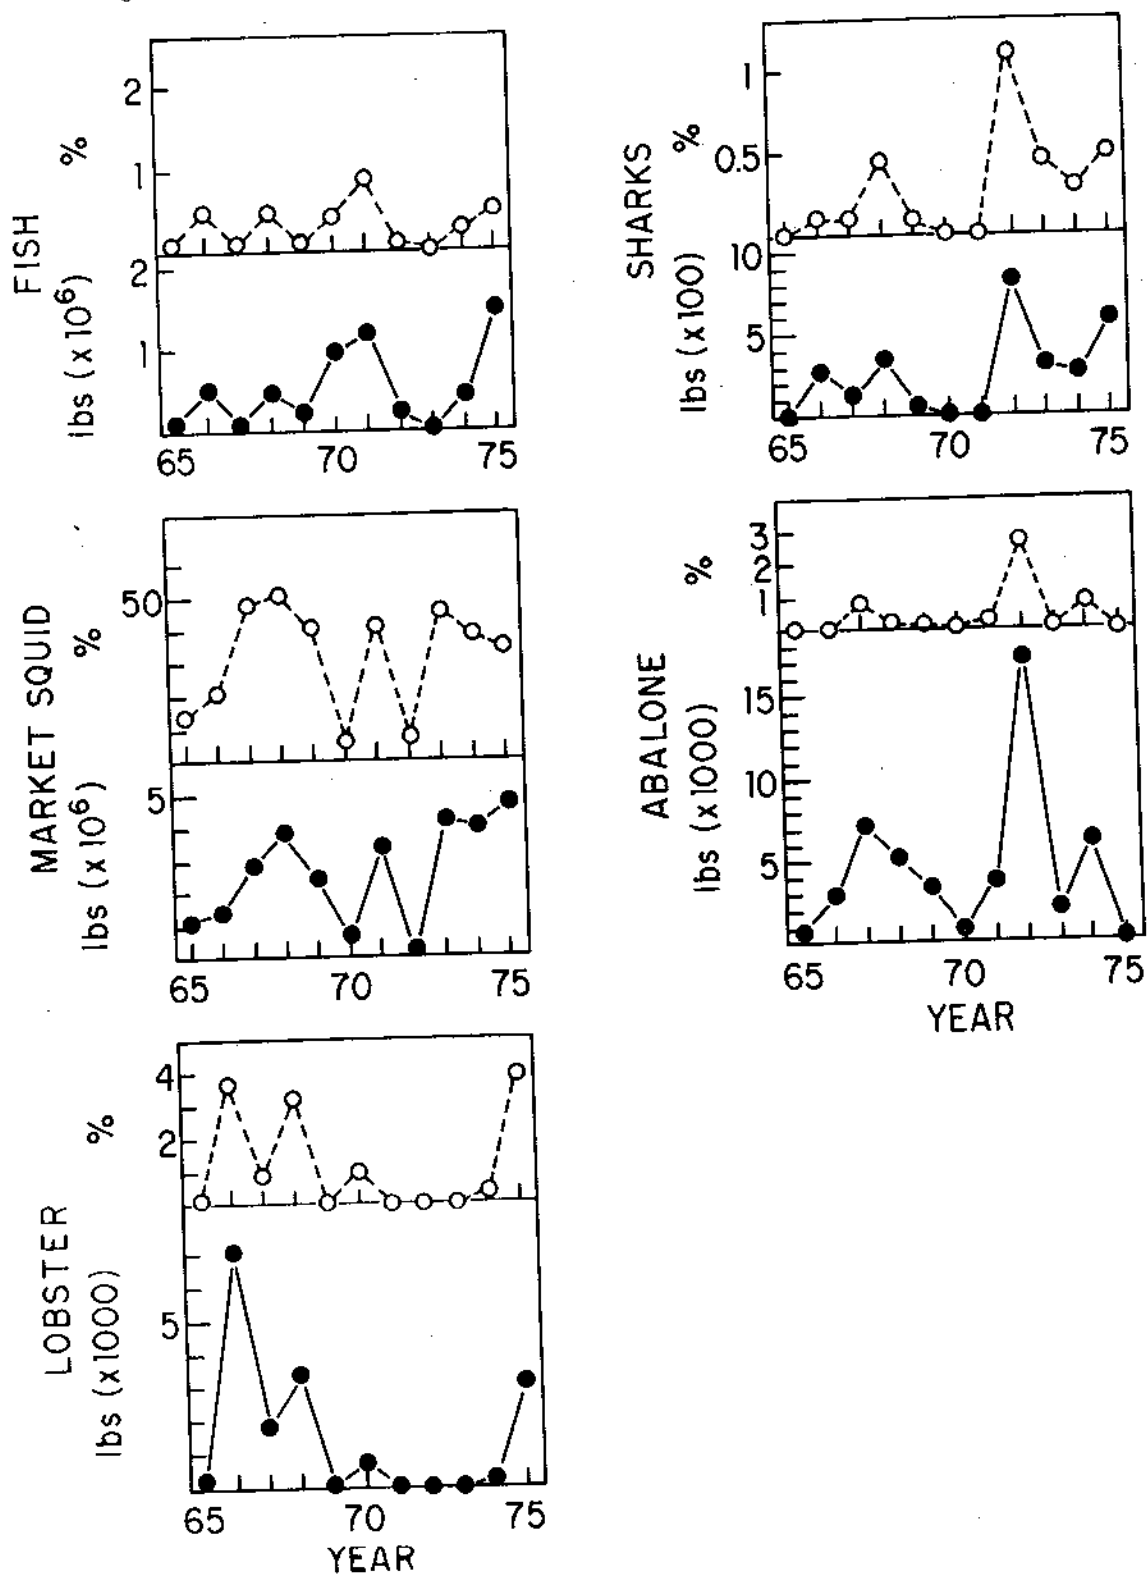 FISH
%
2
1
lbs (x10⁶)
2
1
65 70 75
SHARKS
%
1
0.5
lbs (x100)
10
5
65 70 75
MARKET SQUID
%
50
lbs (x10⁶)
5
65 70 75
ABALONE
%
3
2
1
lbs (x1000)
15
10
5
65 70 75
YEAR
LOBSTER
%
4
2
lbs (x1000)
5
65 70 75
YEAR